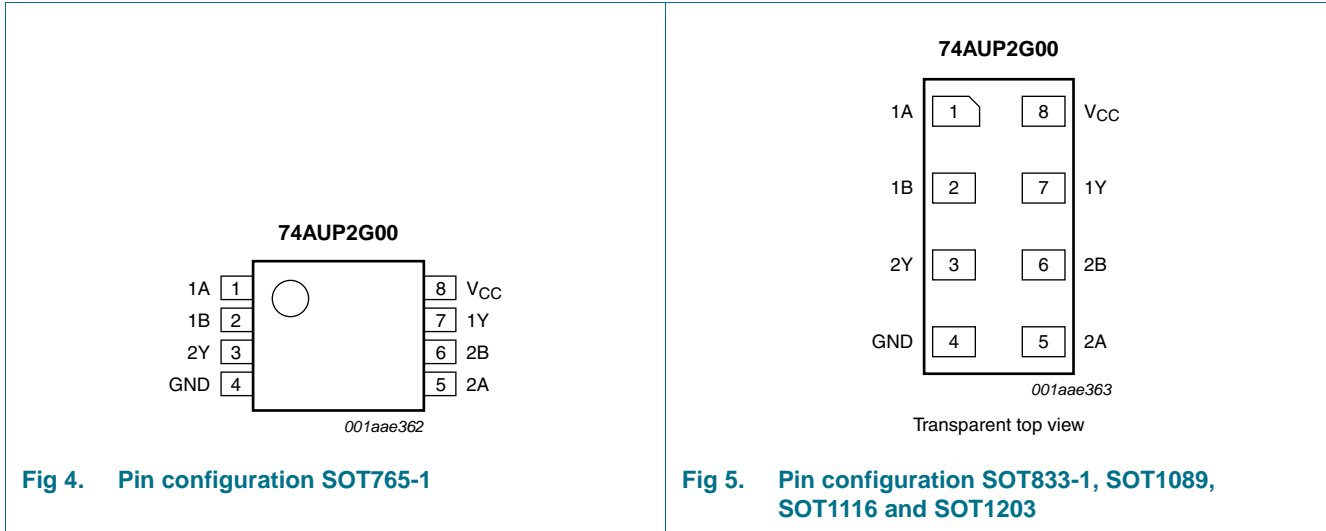 74AUP2G00
1A 1 8 VCC
1B 2 7 1Y
2Y 3 6 2B
GND 4 5 2A
001aae362
Fig 4. Pin configuration SOT765-1
74AUP2G00
1A 1 8 VCC
1B 2 7 1Y
2Y 3 6 2B
GND 4 5 2A
001aae363
Transparent top view
Fig 5. Pin configuration SOT833-1, SOT1089,
SOT1116 and SOT1203